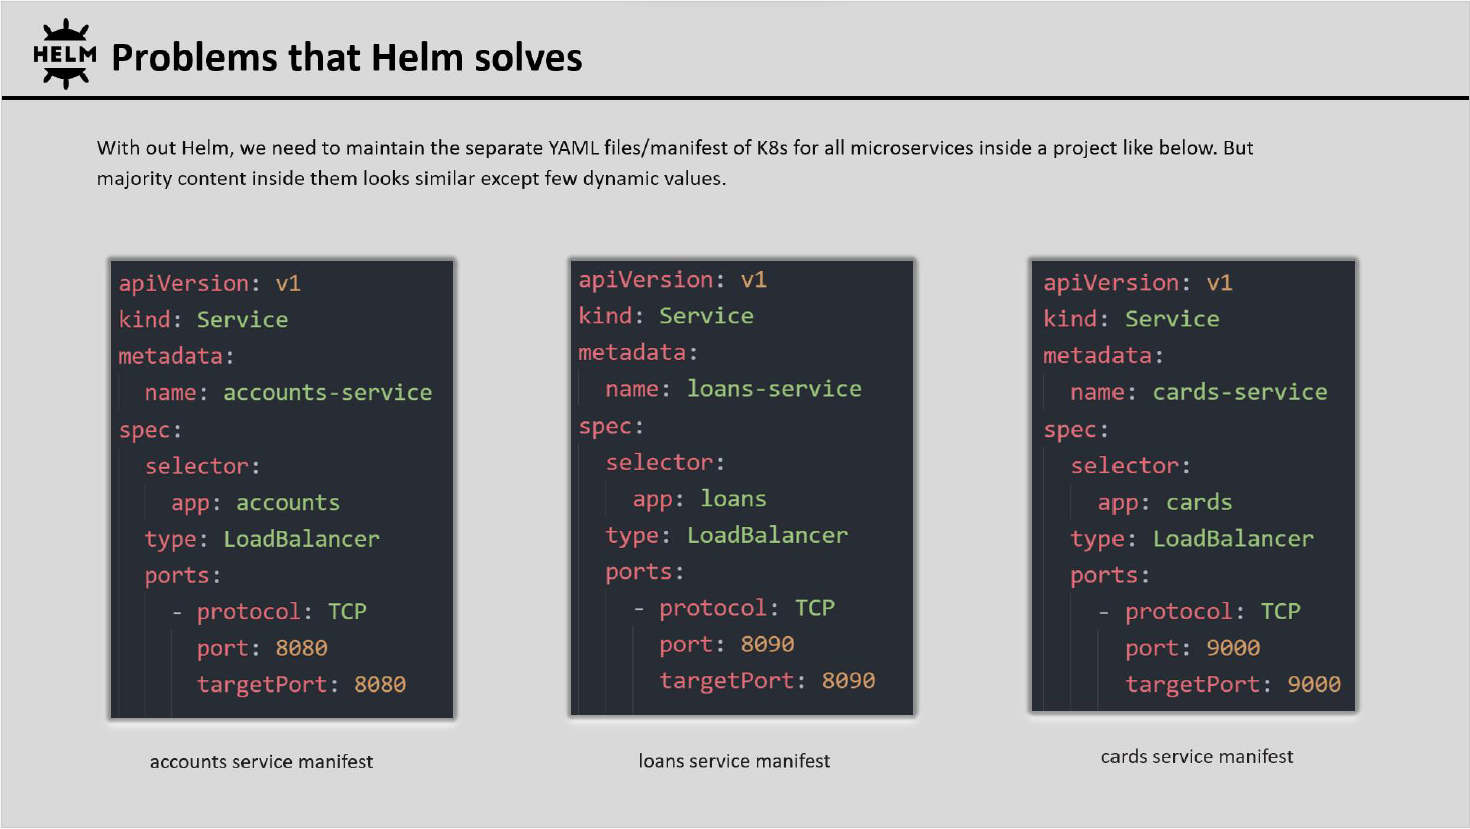 HELM
Problems that Helm solves
With out Helm, we need to maintain the separate YAML files/manifest of K8s for all microservices inside a project like below. But
majority content inside them looks similar except few dynamic values.
apiVersion: v1
kind: Service
metadata:
  name: accounts-service
spec:
  selector:
    app: accounts
  type: LoadBalancer
  ports:
    - protocol: TCP
      port: 8080
      targetPort: 8080
accounts service manifest
apiVersion: v1
kind: Service
metadata:
  name: loans-service
spec:
  selector:
    app: loans
  type: LoadBalancer
  ports:
    - protocol: TCP
      port: 8090
      targetPort: 8090
loans service manifest
apiVersion: v1
kind: Service
metadata:
  name: cards-service
spec:
  selector:
    app: cards
  type: LoadBalancer
  ports:
    - protocol: TCP
      port: 9000
      targetPort: 9000
cards service manifest